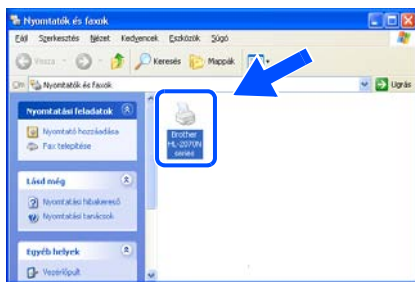 Nyomtatók és faxok
Fájl Szerkesztés Nézet Kedvencek Eszközök Súgó
Vissza Keresés Mappák
Cím Nyomtatók és faxok Ugrás
Nyomtatási feladatok
Nyomtató hozzáadása
Fax telepítése
Brother
HL-2070N
series
Lásd még
Nyomtatási hibakereső
Nyomtatási tanácsok
Egyéb helyek
Vezérlőpult